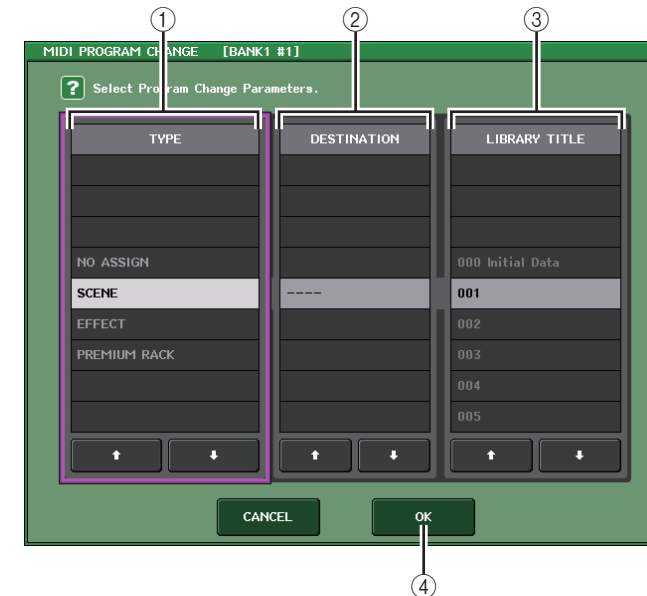 ① ② ③
MIDI PROGRAM CHANGE [BANK1 #1]
? Select Program Change Parameters.
TYPE DESTINATION LIBRARY TITLE
NO ASSIGN 000 Initial Data
SCENE ---- 001
EFFECT 002
PREMIUM RACK 003
004
005
CANCEL OK
④